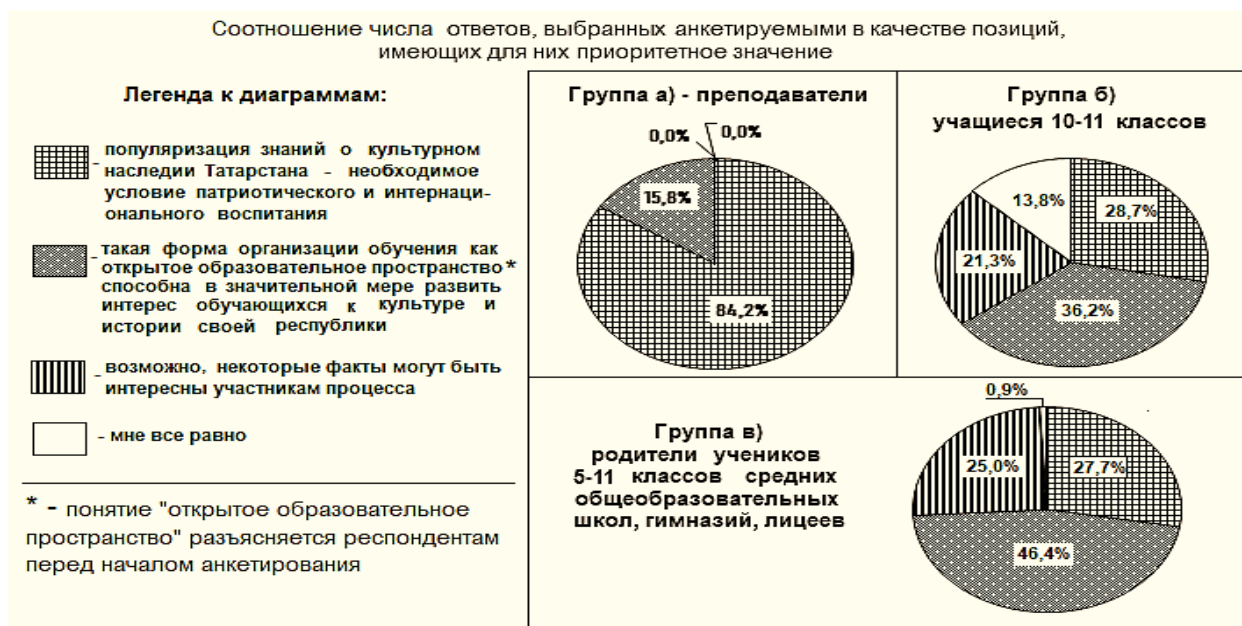 Соотношение числа ответов, выбранных анкетируемыми в качестве позиций,
имеющих для них приоритетное значение
Легенда к диаграммам:
- популяризация знаний о культурном
наследии Татарстана - необходимое
условие патриотического и интернаци-
онального воспитания
- такая форма организации обучения как
открытое образовательное пространство*
способна в значительной мере развить
интерес обучающихся к культуре и
истории своей республики
- возможно, некоторые факты могут быть
интересны участникам процесса
- мне все равно
* - понятие "открытое образовательное
пространство" разъясняется респондентам
перед началом анкетирования
Группа а) - преподаватели
0,0% 0,0%
15,8%
84,2%
Группа б)
учащиеся 10-11 классов
13,8%
28,7%
21,3%
36,2%
Группа в)
родители учеников
5-11 классов средних
общеобразовательных
школ, гимназий, лицеев
0,9%
25,0%
27,7%
46,4%